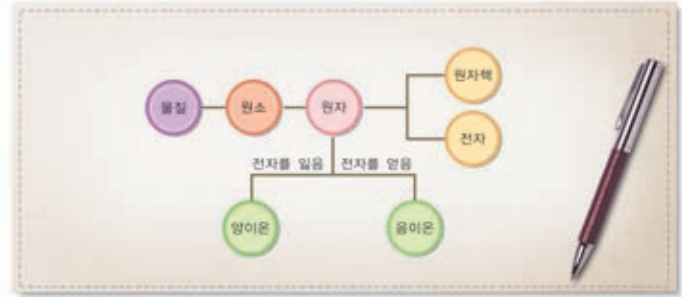 원자핵
물질 원소 원자
전자
전자를 잃음 전자를 얻음
양이온 음이온